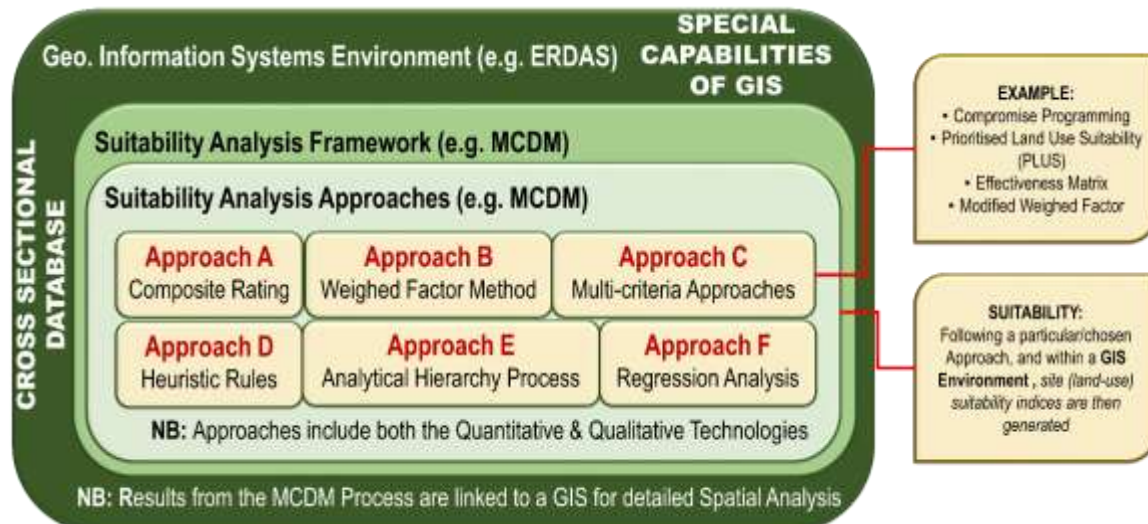 Geo. Information Systems Environment (e.g. ERDAS)
SPECIAL
CAPABILITIES
OF GIS
CROSS SECTIONAL
DATABASE
Suitability Analysis Framework (e.g. MCDM)
Suitability Analysis Approaches (e.g. MCDM)
Approach A
Composite Rating
Approach B
Weighed Factor Method
Approach C
Multi-criteria Approaches
Approach D
Heuristic Rules
Approach E
Analytical Hierarchy Process
Approach F
Regression Analysis
NB: Approaches include both the Quantitative & Qualitative Technologies
NB: Results from the MCDM Process are linked to a GIS for detailed Spatial Analysis
EXAMPLE:
• Compromise Programming
• Prioritised Land Use Suitability
(PLUS)
• Effectiveness Matrix
• Modified Weighed Factor
SUITABILITY:
Following a particular/chosen
Approach, and within a GIS
Environment , site (land-use)
suitability indices are then
generated